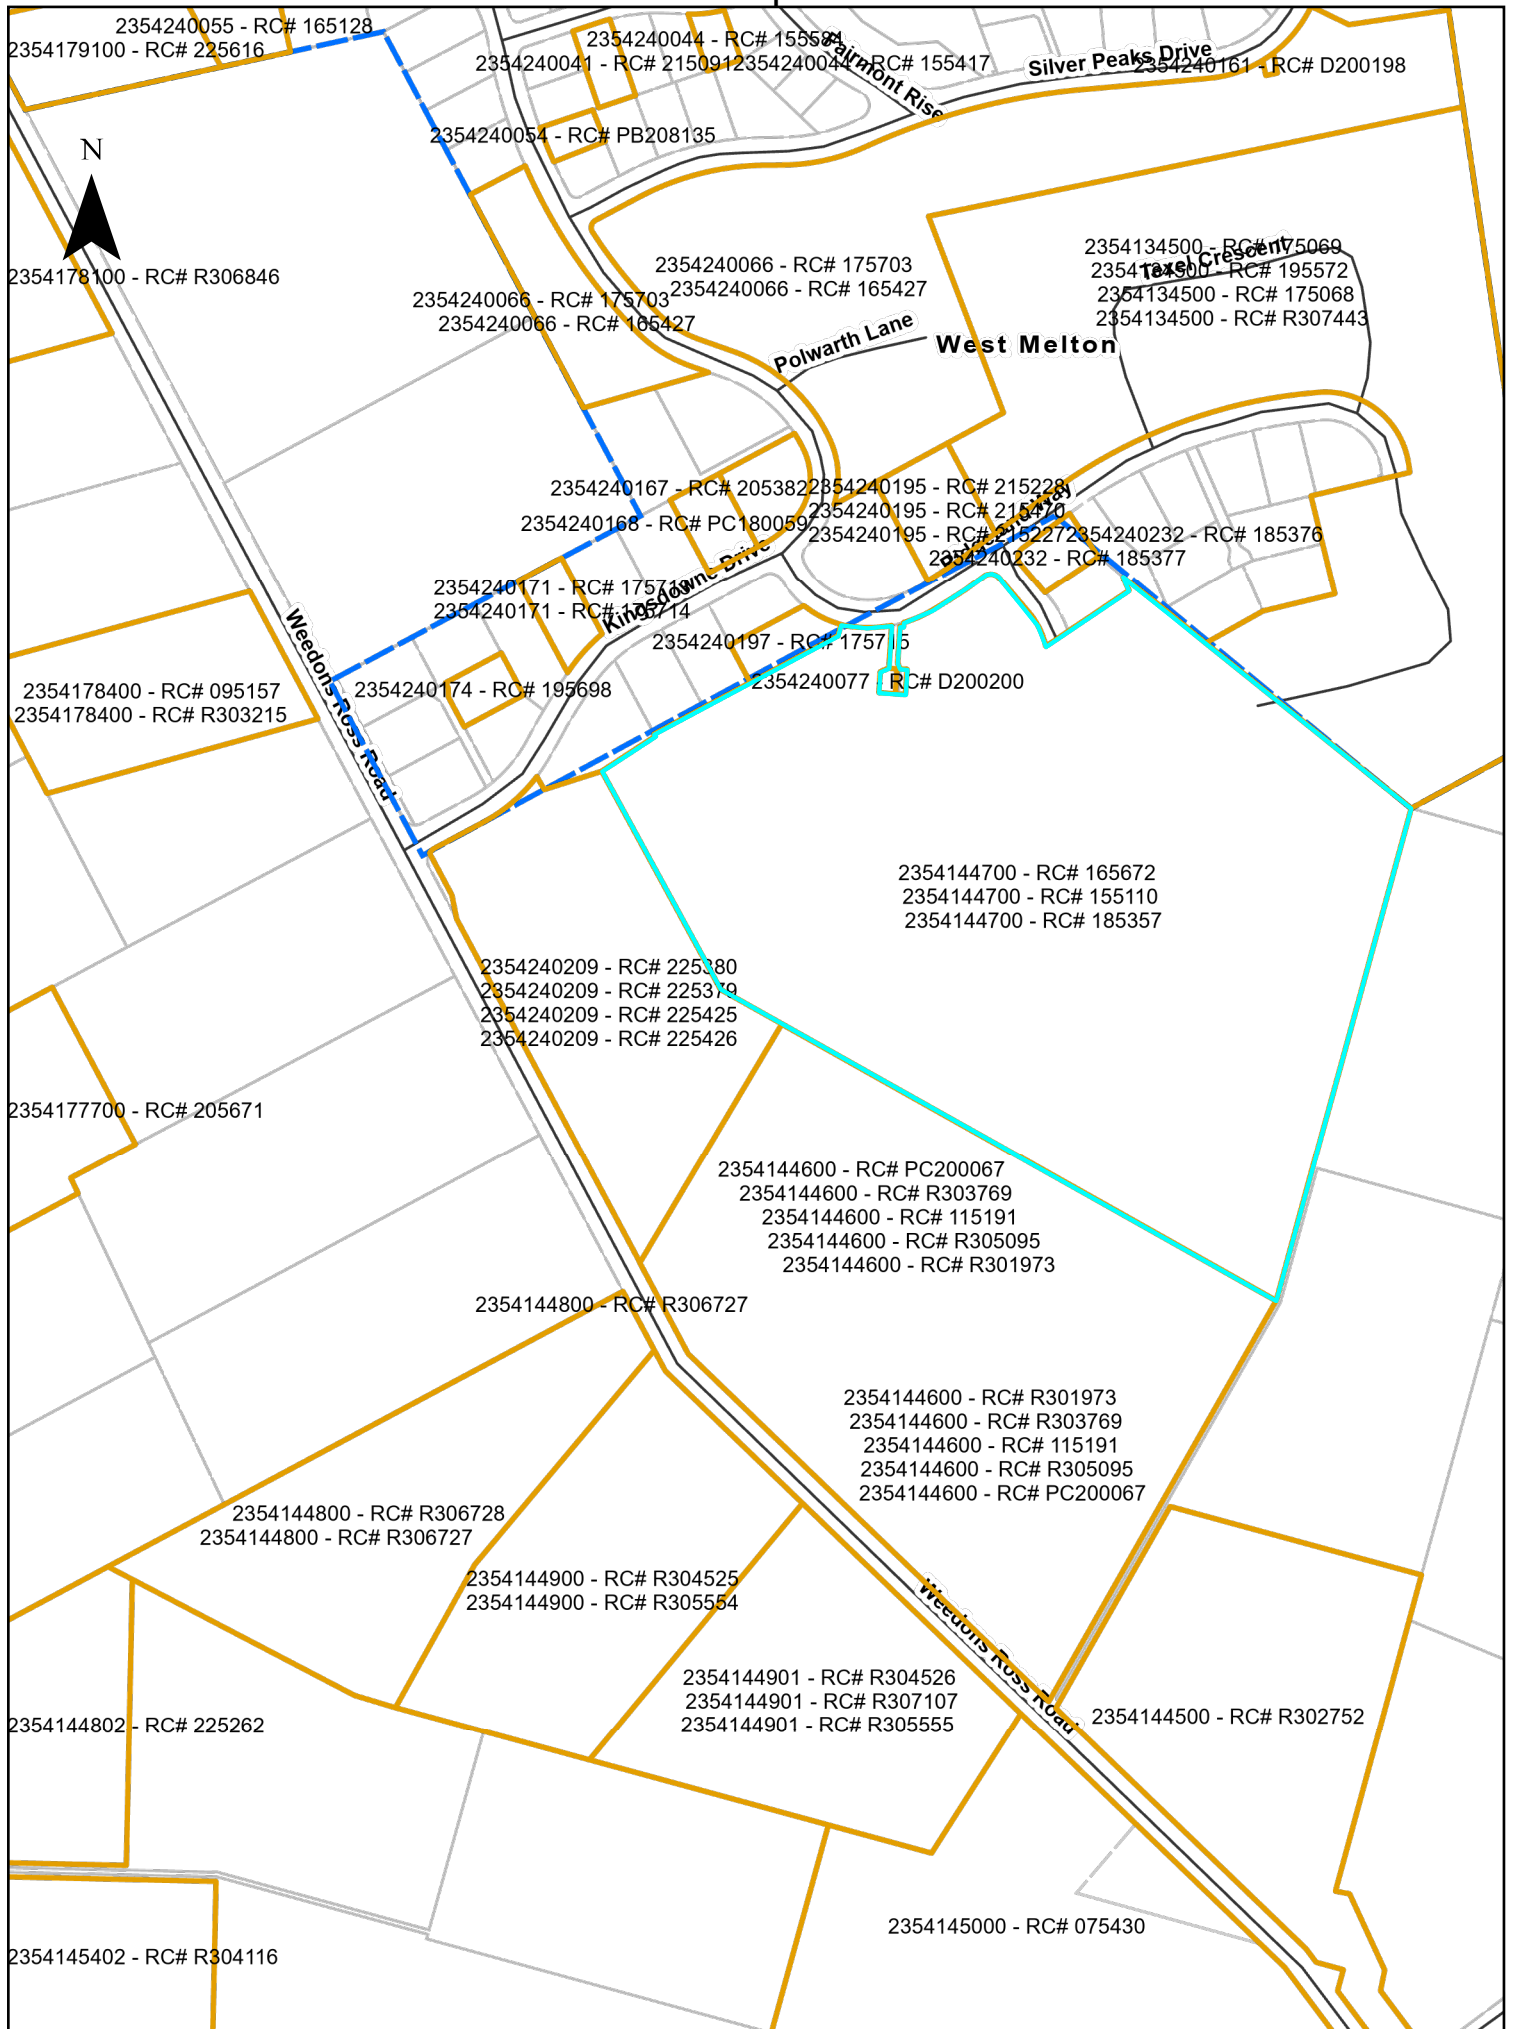 2354240055 - RC# 165128
2354179100 - RC# 225616
2354240044 - RC# 155584
2354240041 - RC# 215091
2354240044 - RC# 155417
Fairmont Rise
Silver Peaks Drive
2354240161 - RC# D200198
2354240054 - RC# PB208135
N
2354178100 - RC# R306846
2354240066 - RC# 175703
2354240066 - RC# 165427
2354240066 - RC# 175703
2354240066 - RC# 165427
2354134500 - RC# 175069
2354134500 - RC# 195572
2354134500 - RC# 175068
2354134500 - RC# R307443
Texel Crescent
Polwarth Lane
West Melton
2354240167 - RC# 205382
2354240168 - RC# PC180059
2354240195 - RC# 215228
2354240195 - RC# 215470
2354240195 - RC# 215227
2354240232 - RC# 185376
2354240232 - RC# 185377
Way
2354240171 - RC# 175713
2354240171 - RC# 175714
Kingsdowne Drive
2354240197 - RC# 175715
2354240077 - RC# D200200
2354240174 - RC# 195698
Weedons Ross Road
2354178400 - RC# 095157
2354178400 - RC# R303215
2354144700 - RC# 165672
2354144700 - RC# 155110
2354144700 - RC# 185357
2354240209 - RC# 225380
2354240209 - RC# 225379
2354240209 - RC# 225425
2354240209 - RC# 225426
2354177700 - RC# 205671
2354144600 - RC# PC200067
2354144600 - RC# R303769
2354144600 - RC# 115191
2354144600 - RC# R305095
2354144600 - RC# R301973
2354144800 - RC# R306727
2354144600 - RC# R301973
2354144600 - RC# R303769
2354144600 - RC# 115191
2354144600 - RC# R305095
2354144600 - RC# PC200067
2354144800 - RC# R306728
2354144800 - RC# R306727
2354144900 - RC# R304525
2354144900 - RC# R305554
Weedons Ross Road
2354144901 - RC# R304526
2354144901 - RC# R307107
2354144901 - RC# R305555
2354144802 - RC# 225262
2354144500 - RC# R302752
2354145000 - RC# 075430
2354145402 - RC# R304116